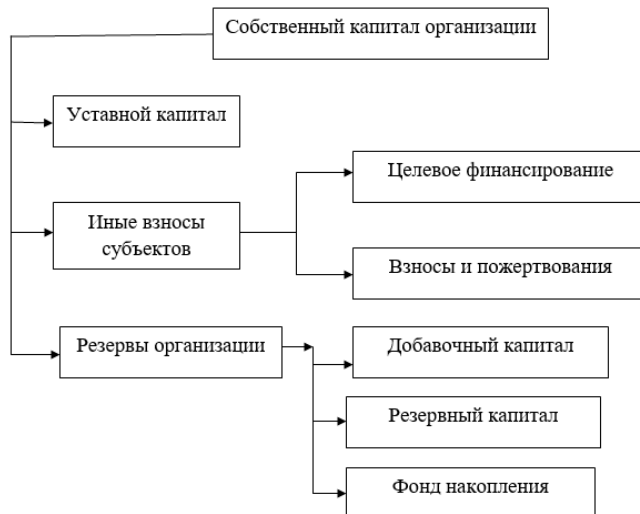 Собственный капитал организации
Уставной капитал
Целевое финансирование
Иные взносы
субъектов
Взносы и пожертвования
Резервы организации
Добавочный капитал
Резервный капитал
Фонд накопления